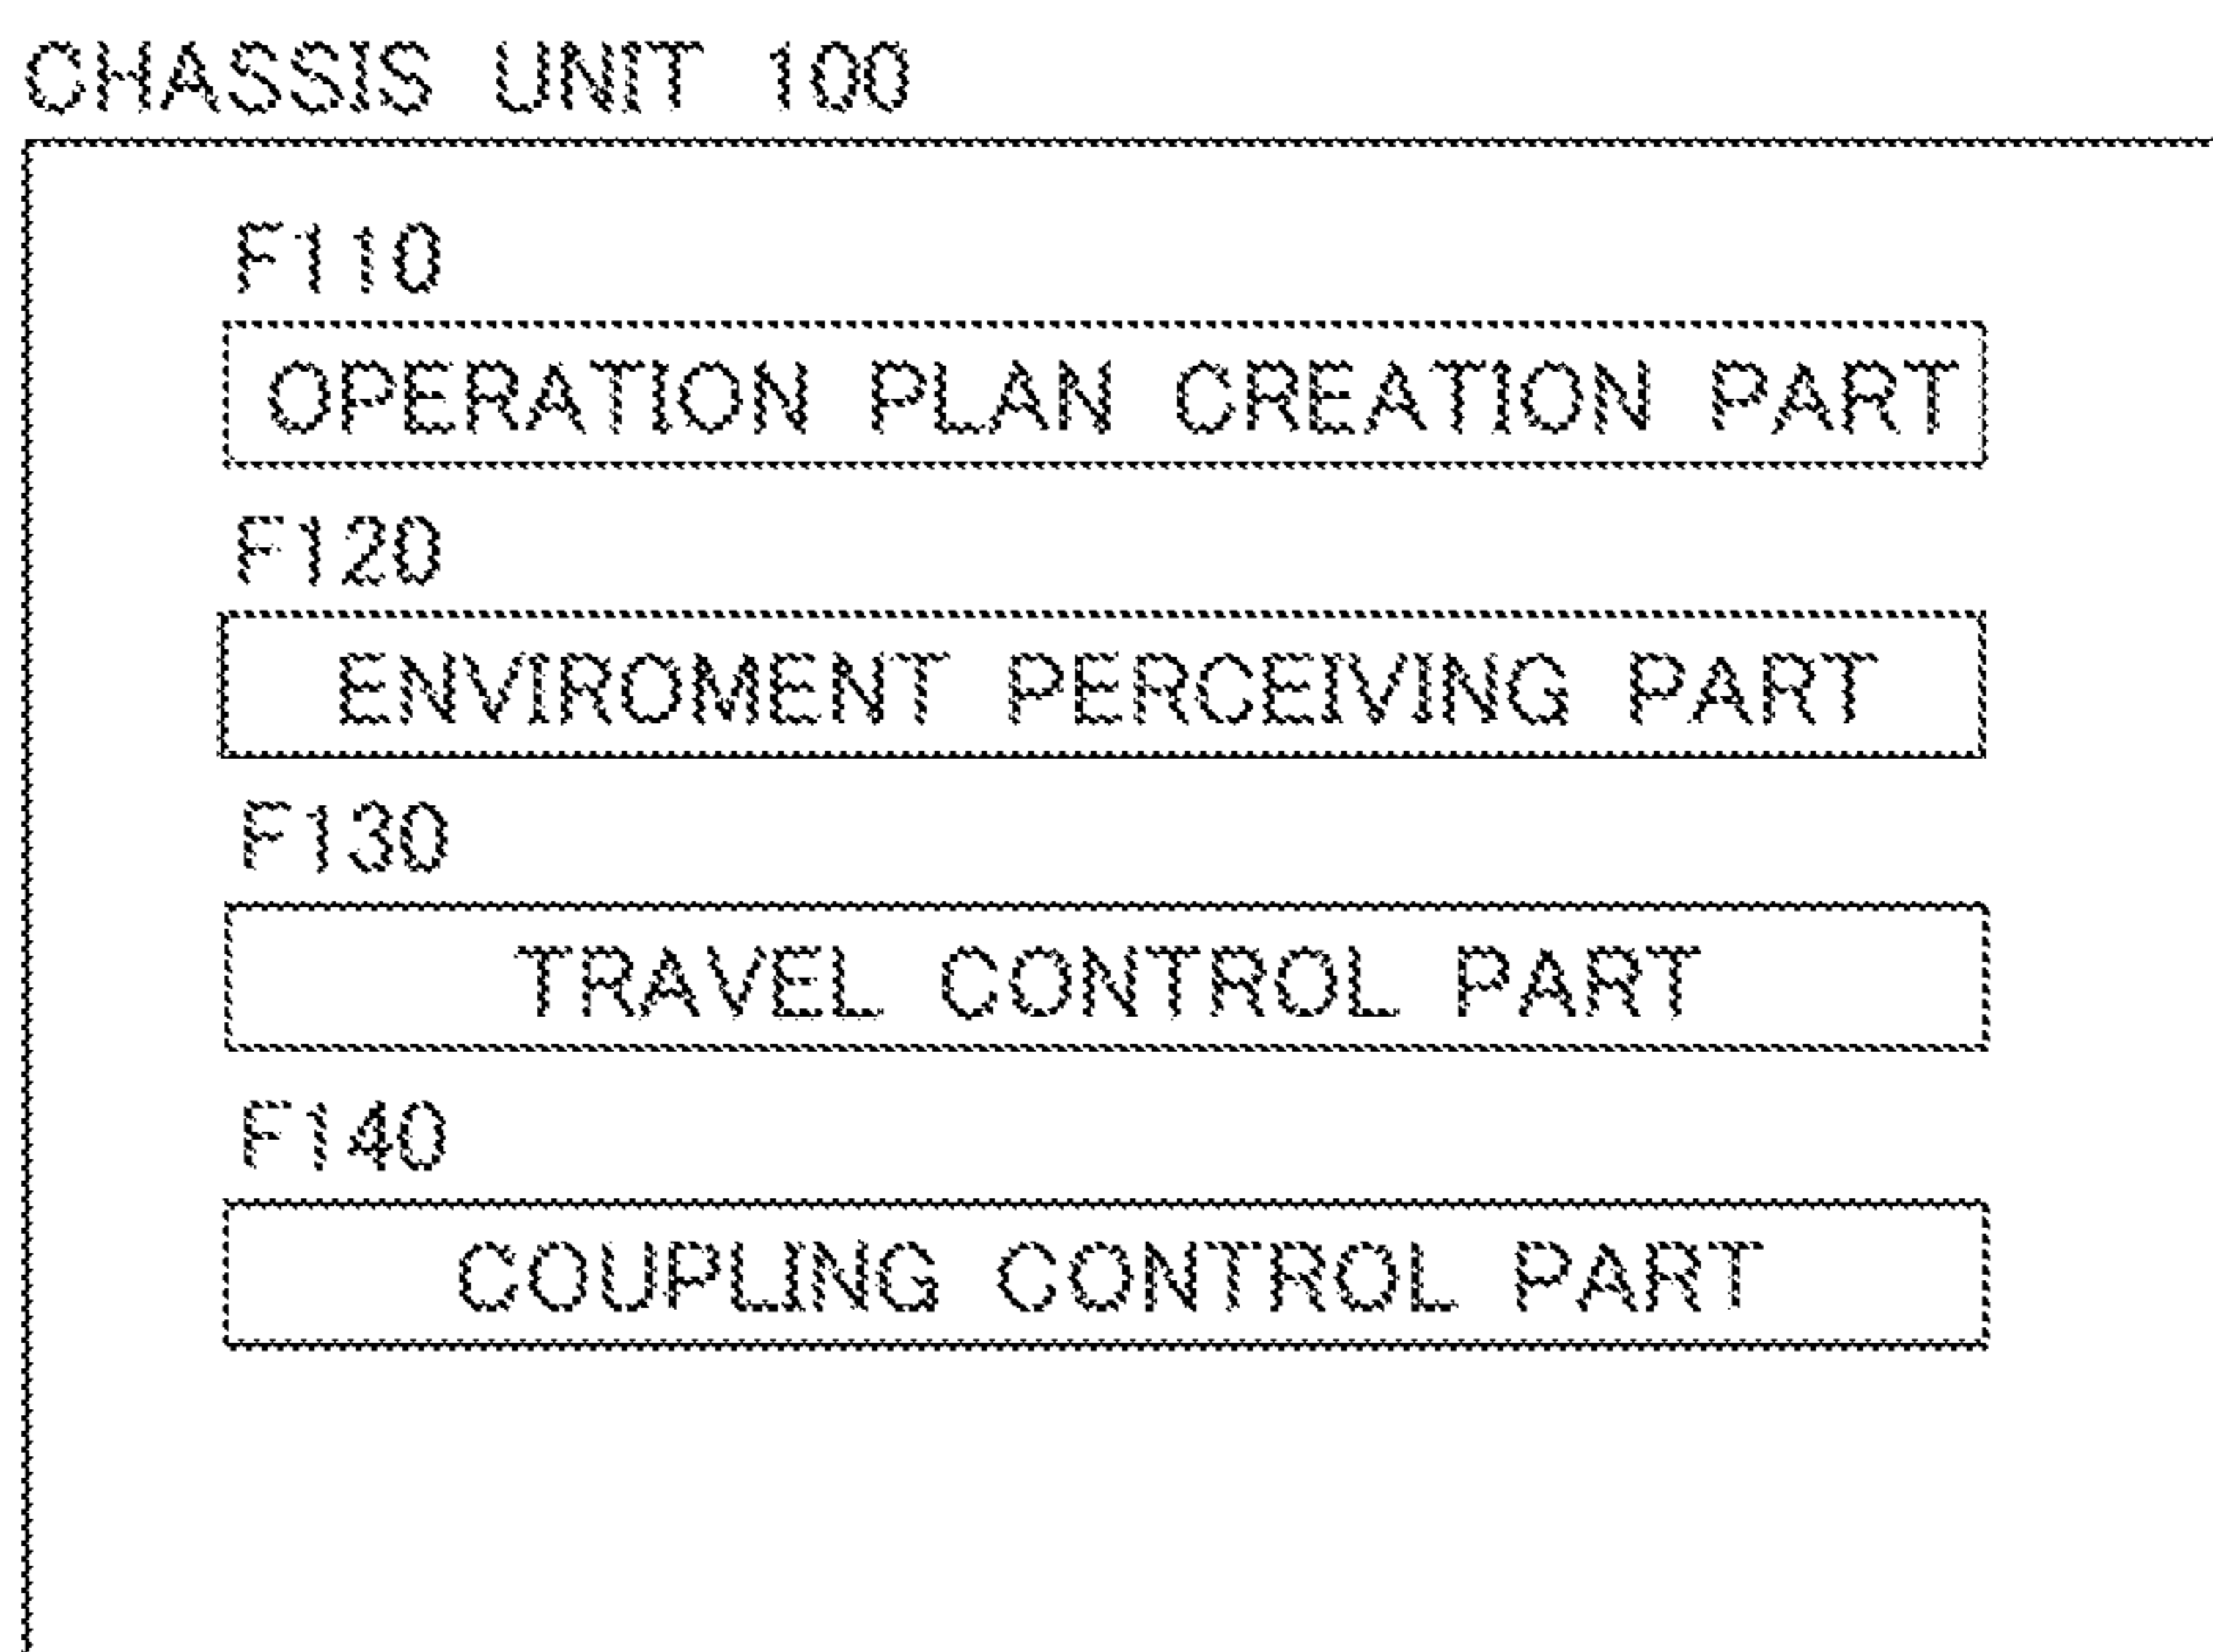 CHASSIS UNIT 100
F110
OPERATION PLAN CREATION PART
F120
ENVIROMENT PERCEIVING PART
F130
TRAVEL CONTROL PART
F140
COUPLING CONTROL PART